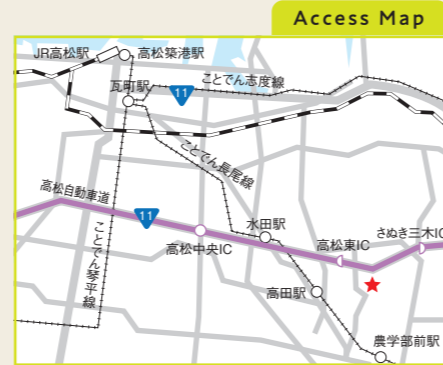 Access Map
JR高松駅
高松築港駅
瓦町駅
11
ことでん志度線
ことでん長尾線
高松自動車道
11
ことでん琴平線
高松中央IC
水田駅
高松東IC
さぬき三木IC
高田駅
農学部前駅